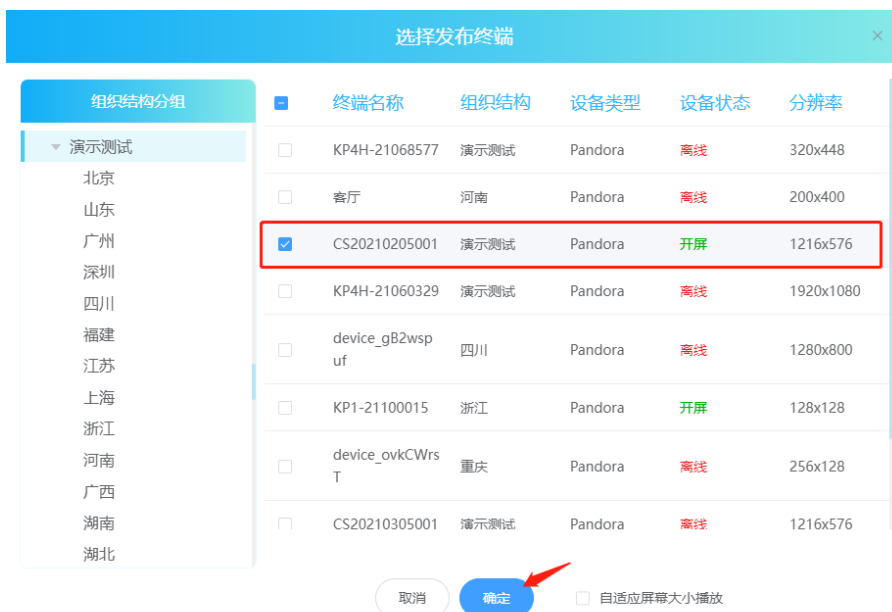 选择发布终端
组织结构分组
演示测试
北京
山东
广州
深圳
四川
福建
江苏
上海
浙江
河南
广西
湖南
湖北
终端名称 组织结构 设备类型 设备状态 分辨率
KP4H-21068577 演示测试 Pandora 离线 320x448
客厅 河南 Pandora 离线 200x400
CS20210205001 演示测试 Pandora 开屏 1216x576
KP4H-21060329 演示测试 Pandora 离线 1920x1080
device_gB2wsp
uf 四川 Pandora 离线 1280x800
KP1-21100015 浙江 Pandora 开屏 128x128
device_ovkCWrs
T 重庆 Pandora 离线 256x128
CS20210305001 演示测试 Pandora 离线 1216x576
取消 确定 自适应屏幕大小播放